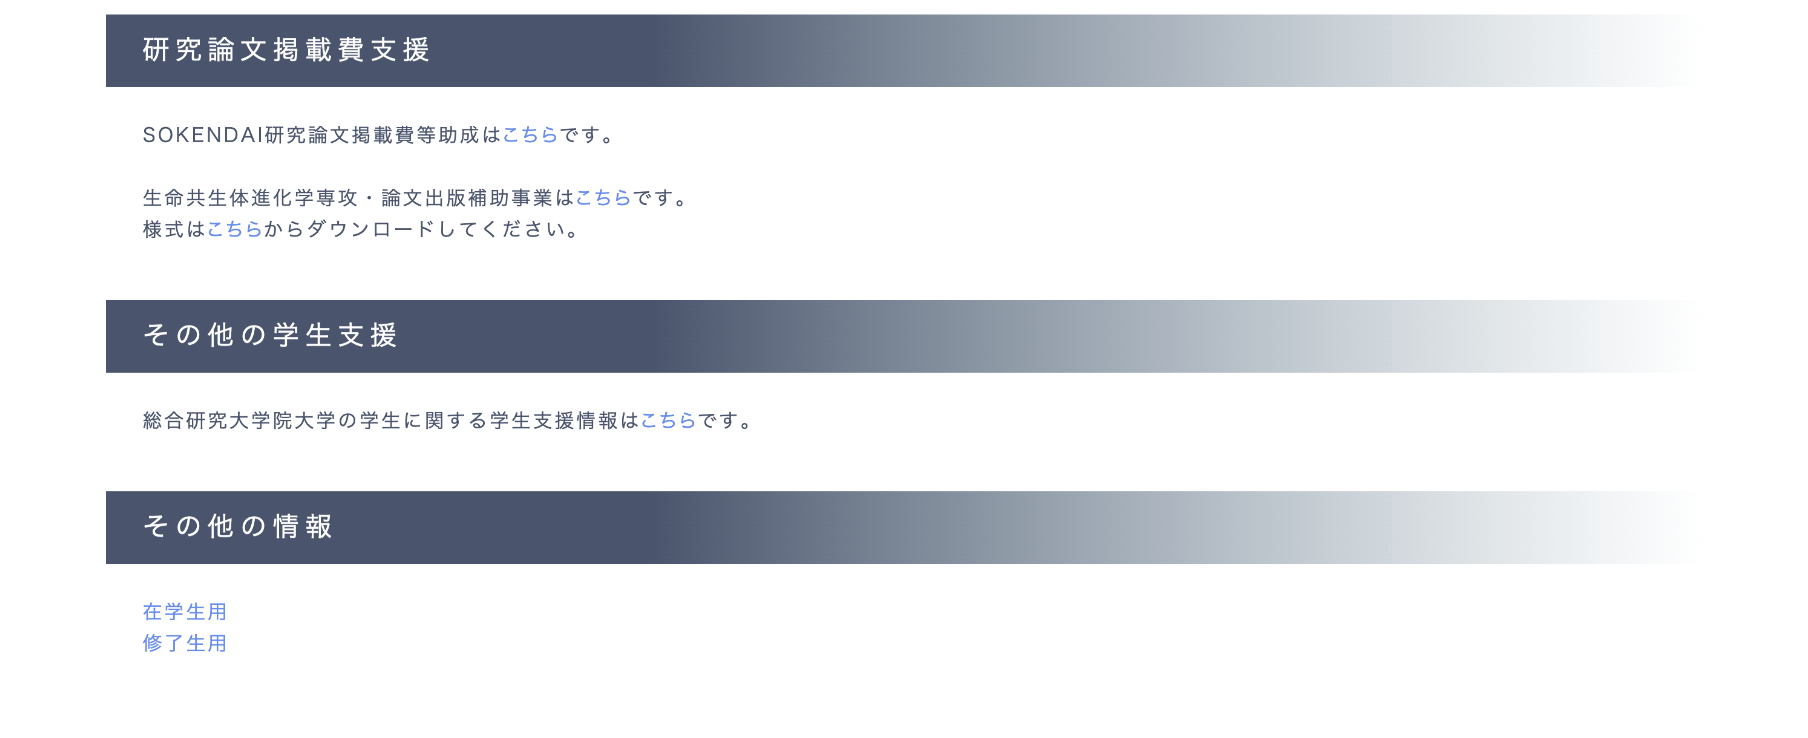 研究論文掲載費支援
SOKENDAI研究論文掲載費等助成はこちらです。
生命共生体進化学専攻・論文出版補助事業はこちらです。
様式はこちらからダウンロードしてください。
その他の学生支援
総合研究大学院大学の学生に関する学生支援情報はこちらです。
その他の情報
在学生用
修了生用